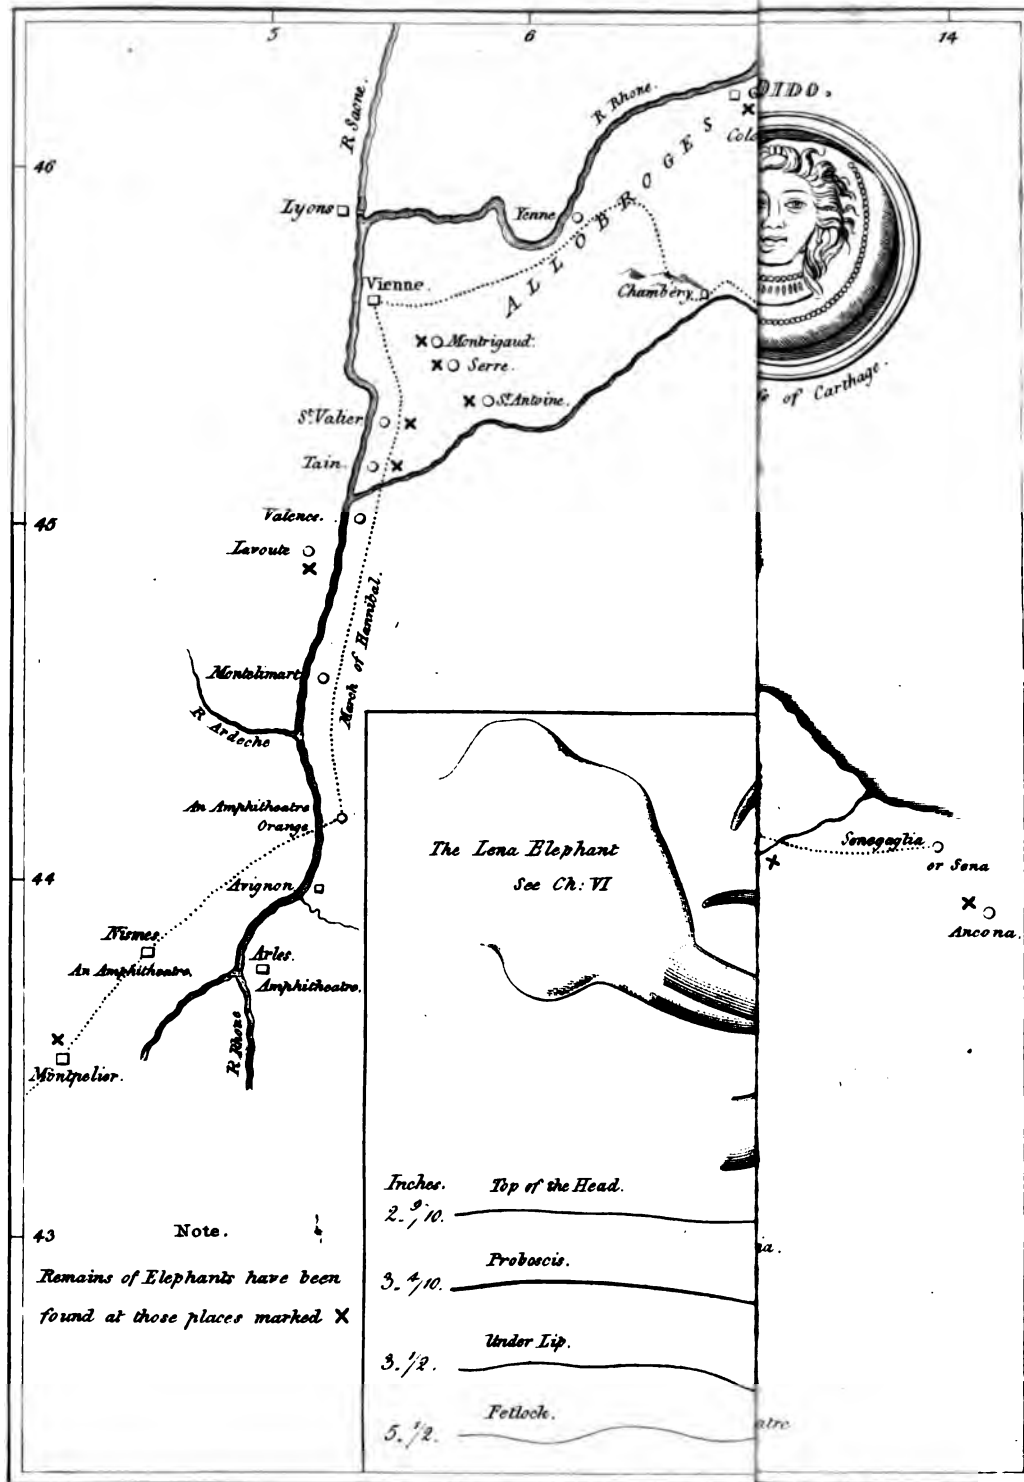 5
6
14
R Saone.
R Rhone.
DIDO.
46
ALLOBROGES
Lyons
Yenne
Vienne.
Chambery.
Montrigaud.
Serre.
of Carthage.
St. Antoine.
St. Valier
Tain.
45
Valence.
Lavoute
March of Hannibal.
Montelimart
R Ardeche
An Amphitheatre
Orange
The Lena Elephant
See Ch: VI
Senegaglia
or Sena
44
Avignon
Ancona.
Nismes.
An Amphitheatre.
Arles.
Amphitheatre.
R Rhone
Montpelier.
Inches. Top of the Head.
2. 9/10.
43
Note.
Remains of Elephants have been
found at those places marked X
Proboscis.
3. 4/10.
Under Lip.
3. 1/2.
Fetlock.
5. 1/2.